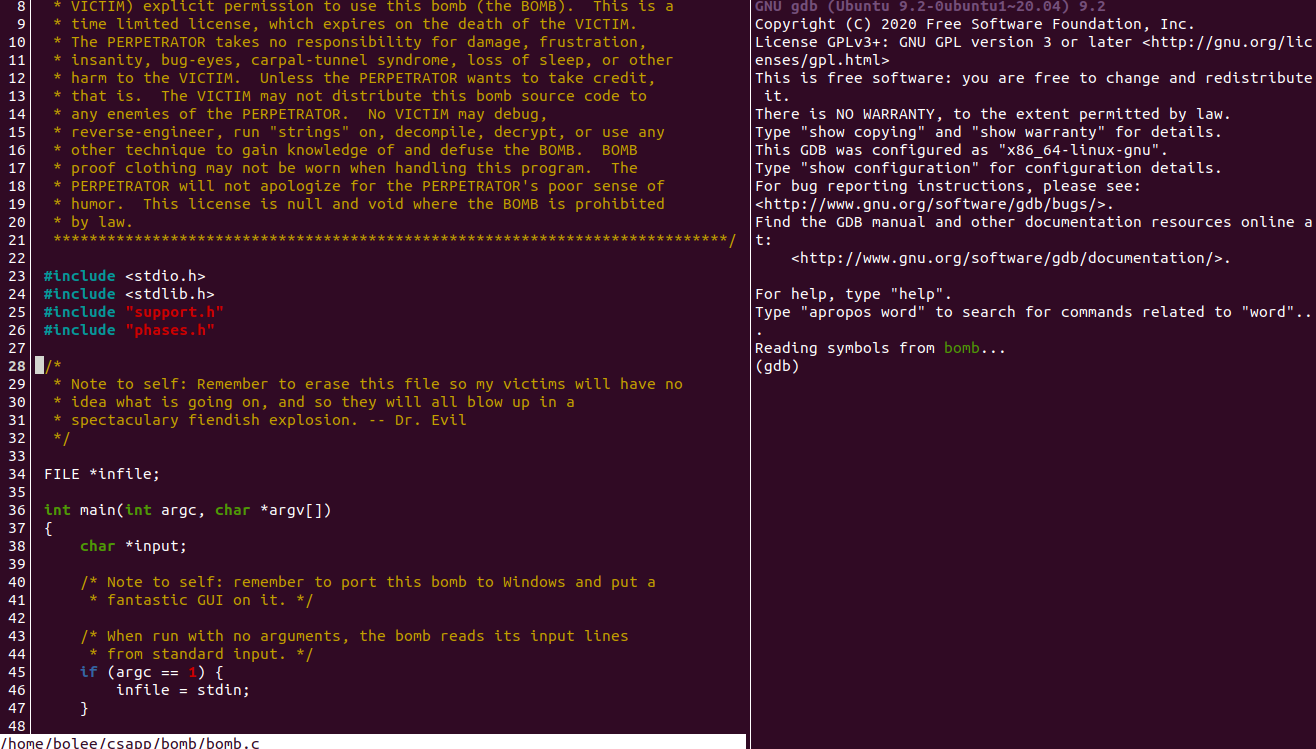 8 * VICTIM) explicit permission to use this bomb (the BOMB).  This is a
9 * time limited license, which expires on the death of the VICTIM.
10 * The PERPETRATOR takes no responsibility for damage, frustration,
11 * insanity, bug-eyes, carpal-tunnel syndrome, loss of sleep, or other
12 * harm to the VICTIM.  Unless the PERPETRATOR wants to take credit,
13 * that is.  The VICTIM may not distribute this bomb source code to
14 * any enemies of the PERPETRATOR.  No VICTIM may debug,
15 * reverse-engineer, run "strings" on, decompile, decrypt, or use any
16 * other technique to gain knowledge of and defuse the BOMB.  BOMB
17 * proof clothing may not be worn when handling this program.  The
18 * PERPETRATOR will not apologize for the PERPETRATOR's poor sense of
19 * humor.  This license is null and void where the BOMB is prohibited
20 * by law.
21 ***************************************************************************/
22
23 #include <stdio.h>
24 #include <stdlib.h>
25 #include "support.h"
26 #include "phases.h"
27
28 /*
29 * Note to self: Remember to erase this file so my victims will have no
30 * idea what is going on, and so they will all blow up in a
31 * spectaculary fiendish explosion. -- Dr. Evil
32 */
33
34 FILE *infile;
35
36 int main(int argc, char *argv[])
37 {
38     char *input;
39
40     /* Note to self: remember to port this bomb to Windows and put a
41      * fantastic GUI on it. */
42
43     /* When run with no arguments, the bomb reads its input lines
44      * from standard input. */
45     if (argc == 1) {
46         infile = stdin;
47     }
48
/home/bolee/csapp/bomb/bomb.c
GNU gdb (Ubuntu 9.2-0ubuntu1~20.04) 9.2
Copyright (C) 2020 Free Software Foundation, Inc.
License GPLv3+: GNU GPL version 3 or later <http://gnu.org/lic
enses/gpl.html>
This is free software: you are free to change and redistribute
 it.
There is NO WARRANTY, to the extent permitted by law.
Type "show copying" and "show warranty" for details.
This GDB was configured as "x86_64-linux-gnu".
Type "show configuration" for configuration details.
For bug reporting instructions, please see:
<http://www.gnu.org/software/gdb/bugs/>.
Find the GDB manual and other documentation resources online a
t:
    <http://www.gnu.org/software/gdb/documentation/>.

For help, type "help".
Type "apropos word" to search for commands related to "word"..
.
Reading symbols from bomb...
(gdb)